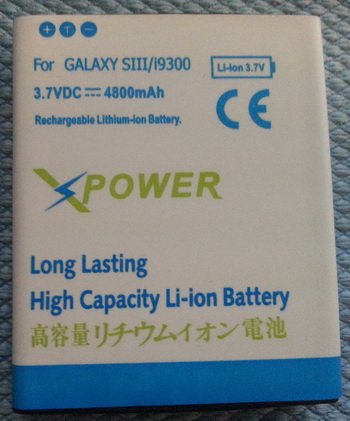 + T -
For GALAXY SIII/i9300
Li-ion 3.7V
3.7VDC ⎓ 4800mAh
Rechargeable Lithium-ion Battery.
CE
XPOWER
Long Lasting
High Capacity Li-ion Battery
高容量リチウムイオン電池